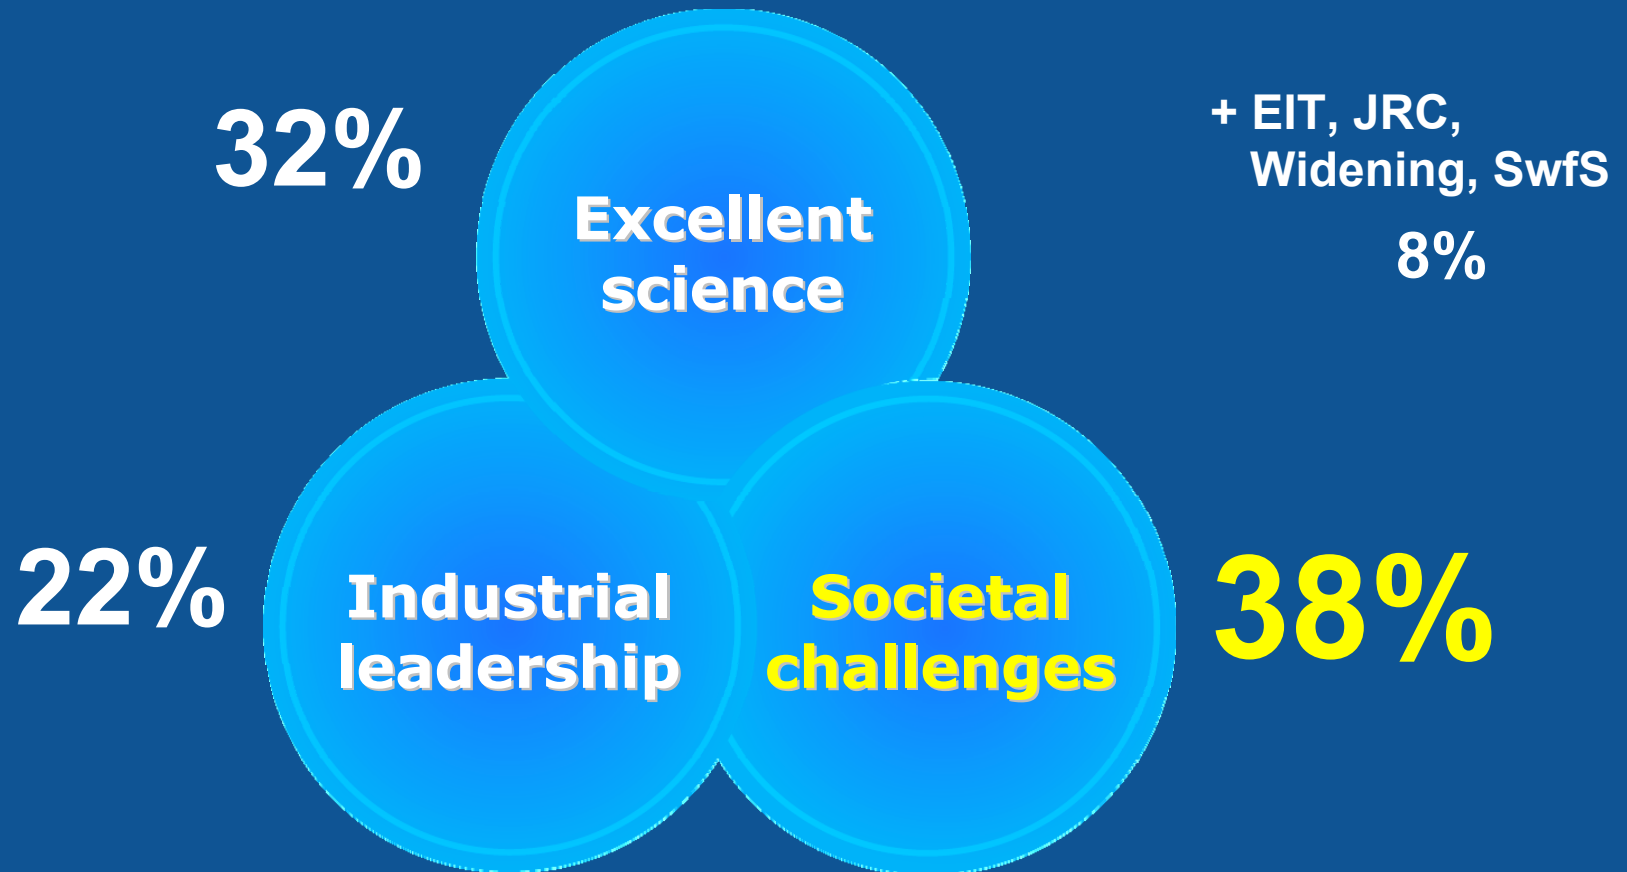 32%
Excellent
science
+ EIT, JRC,
Widening, SwfS
8%
22%
Industrial
leadership
Societal
challenges
38%